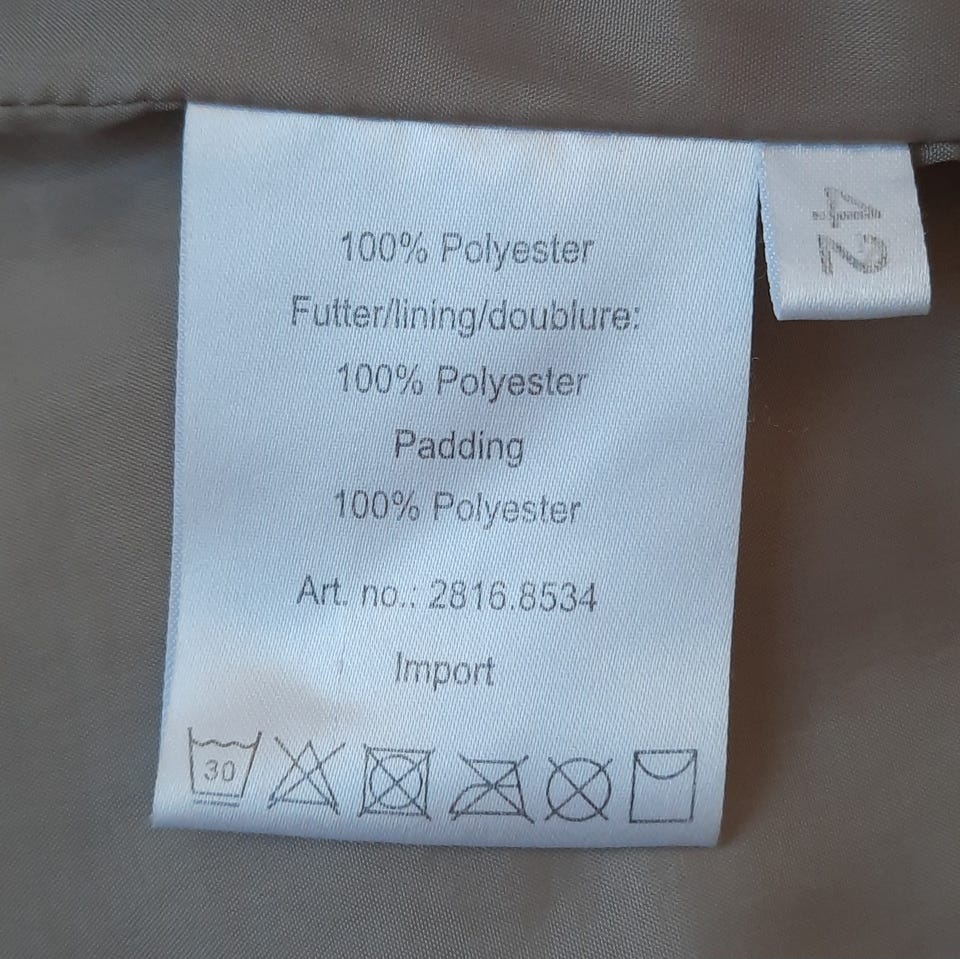 100% Polyester
Futter/lining/doublure:
100% Polyester
Padding
100% Polyester
Art. no.: 2816.8534
Import
30
42